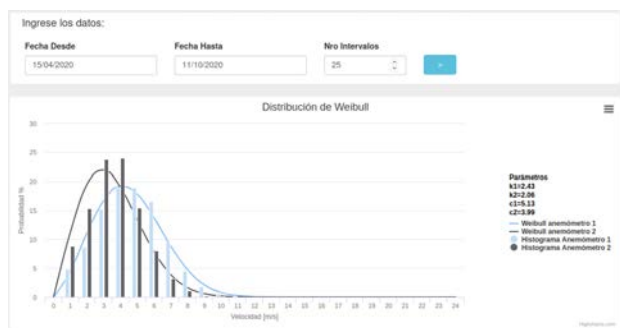 Ingrese los datos:
Fecha Desde Fecha Hasta Nro Intervalos
15/04/2020 11/10/2020 25 >
Distribución de Weibull
30
25
20
15
10
5
0
Probabilidad %
0 1 2 3 4 5 6 7 8 9 10 11 12 13 14 15 16 17 18 19 20 21 22 23 24
Velocidad [m/s]
Parámetros
k1=2.43
k2=2.06
c1=5.13
c2=3.99
Weibull anemómetro 1
Weibull anemómetro 2
Histograma Anemómetro 1
Histograma Anemómetro 2
Highcharts.com